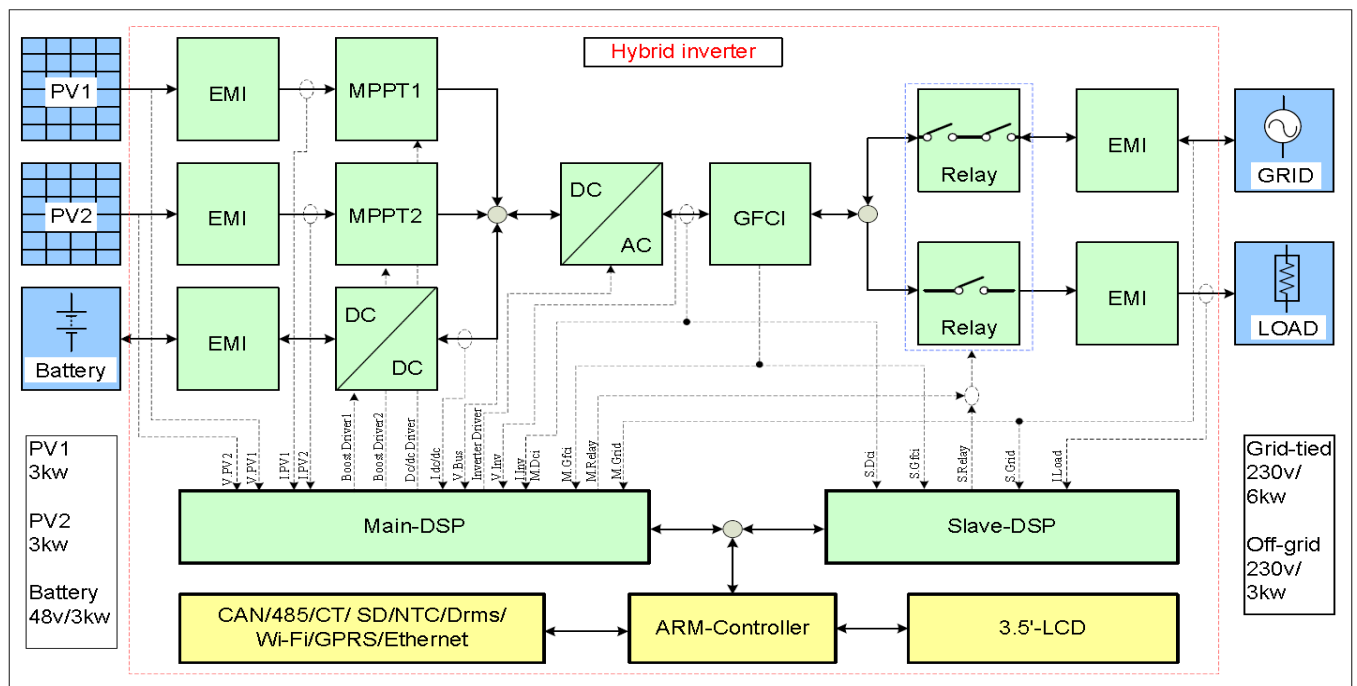 Hybrid inverter
PV1
EMI
MPPT1
PV2
EMI
MPPT2
Battery
EMI
DC
DC
DC
AC
GFCI
Relay
EMI
GRID
Relay
EMI
LOAD
V.PV2
V.PV1
I.PV1
I.PV2
Boost.Driver1
Boost.Driver2
Dc/dc.Driver
I.dc/dc
V.Bus
Inverter.Driver
V.Inv
I.Inv
M.Dci
M.Gfci
M.Relay
M.Grid
S.Dci
S.Gfci
S.Relay
S.Grid
I.Load
PV1
3kw
PV2
3kw
Battery
48v/3kw
Grid-tied
230v/
6kw
Off-grid
230v/
3kw
Main-DSP
Slave-DSP
CAN/485/CT/ SD/NTC/Drms/
Wi-Fi/GPRS/Ethernet
ARM-Controller
3.5'-LCD